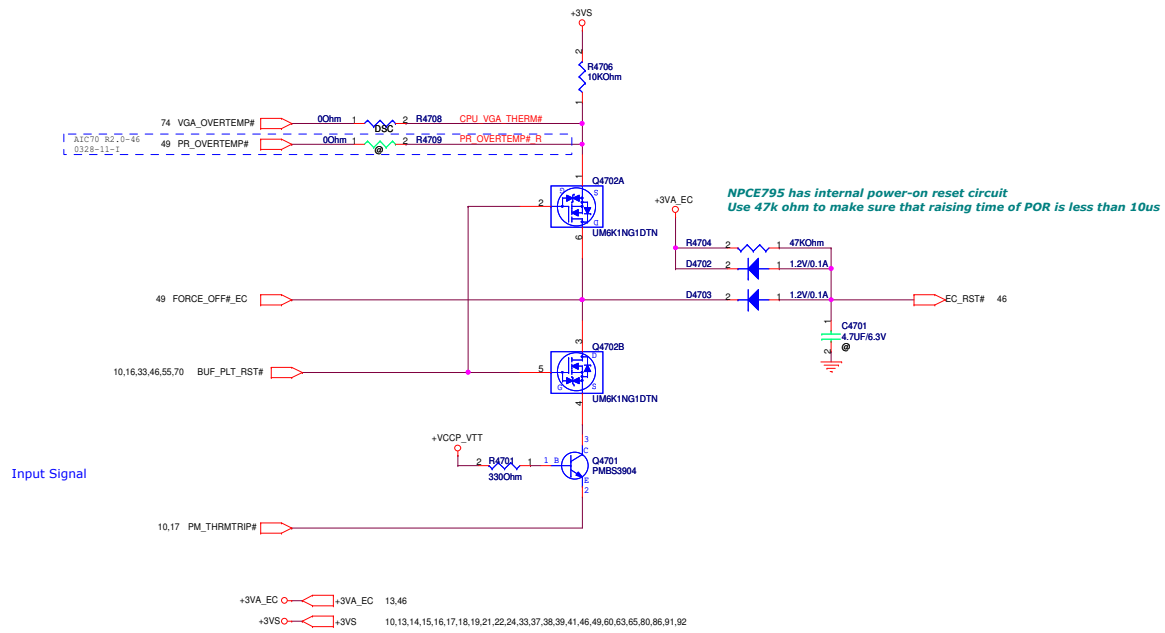 +3VS
2
R4706
10KOhm
1
74 VGA_OVERTEMP# 0Ohm 1 2 R4708 CPU_VGA_THERM#
DSC
AIC70 R2.0-46
0328-11-I
49 PR_OVERTEMP# 0Ohm 1 2 R4709 PR_OVERTEMP#_R
@
1
Q4702A
D S
2
G
UM6K1NG1DTN
6
NPCE795 has internal power-on reset circuit
Use 47k ohm to make sure that raising time of POR is less than 10us
+3VA_EC
R4704 2 1 47KOhm
D4702 2 1 1.2V/0.1A
49 FORCE_OFF#_EC
D4703 2 1 1.2V/0.1A
EC_RST# 46
1
C4701
4.7UF/6.3V
2
@
3
Q4702B
D
10,16,33,46,55,70 BUF_PLT_RST# 5
G S
UM6K1NG1DTN
4
+VCCP_VTT
3
C
2 R4701 1 1 B Q4701
330Ohm PMBS3904
E
2
Input Signal
10,17 PM_THRMTRIP#
+3VA_EC +3VA_EC 13,46
+3VS +3VS 10,13,14,15,16,17,18,19,21,22,24,33,37,38,39,41,46,49,60,63,65,80,86,91,92